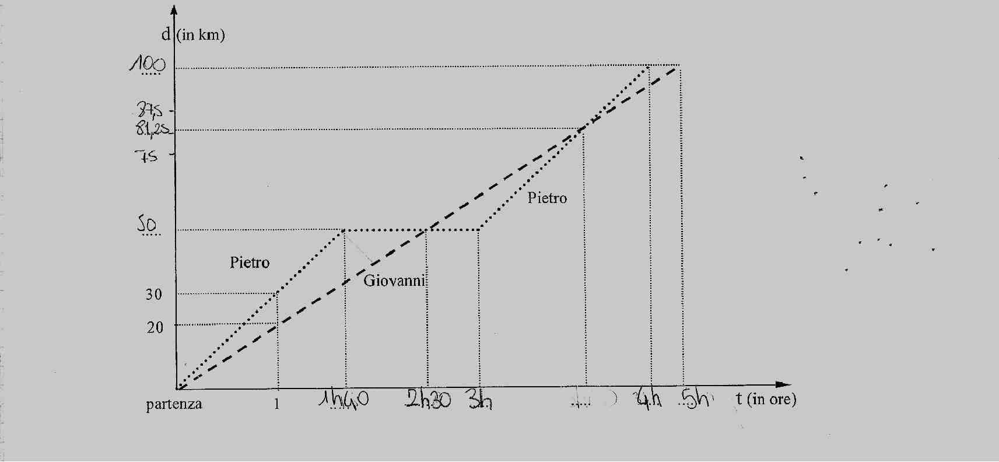 d (in km)
100
87,5
81,25
75
50
Pietro
Pietro
Giovanni
30
20
partenza 1 1h40 2h30 3h 4h 5h t (in ore)